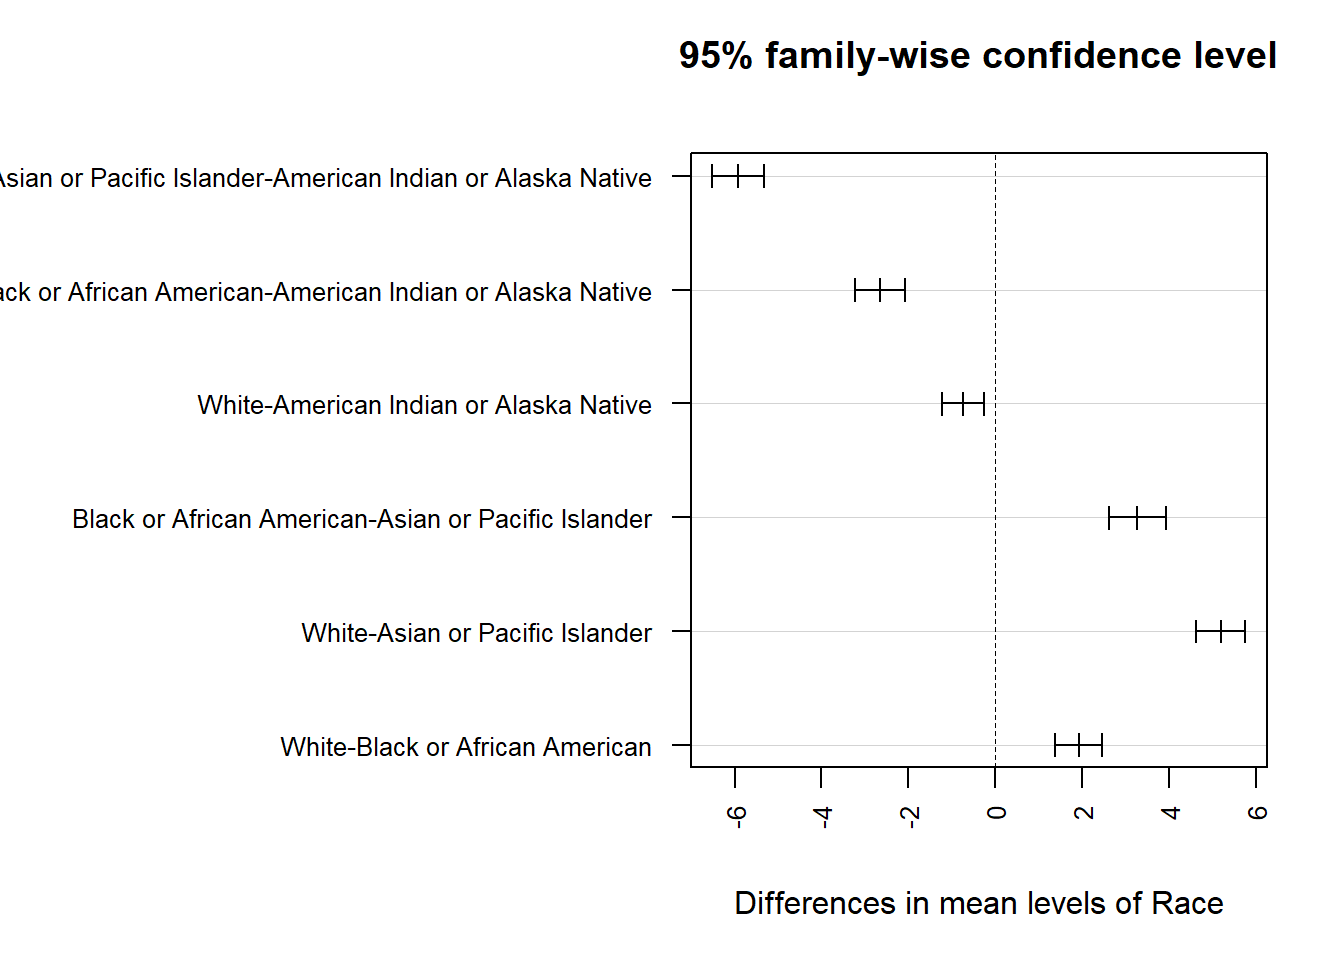 95% family-wise confidence level
Asian or Pacific Islander-American Indian or Alaska Native
ack or African American-American Indian or Alaska Native
White-American Indian or Alaska Native
Black or African American-Asian or Pacific Islander
White-Asian or Pacific Islander
White-Black or African American
-6 -4 -2 0 2 4 6
Differences in mean levels of Race